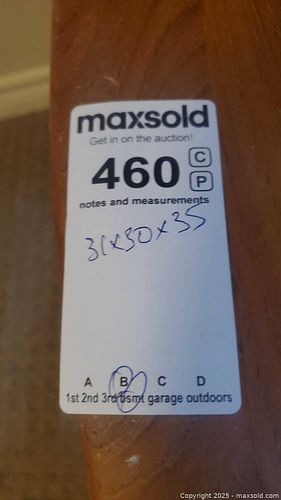 maxsold
Get in on the auction!
460 C
P
notes and measurements
31x30x35
A B C D
1st 2nd 3rd bsmt garage outdoors
Copyright 2025 - maxsold.com